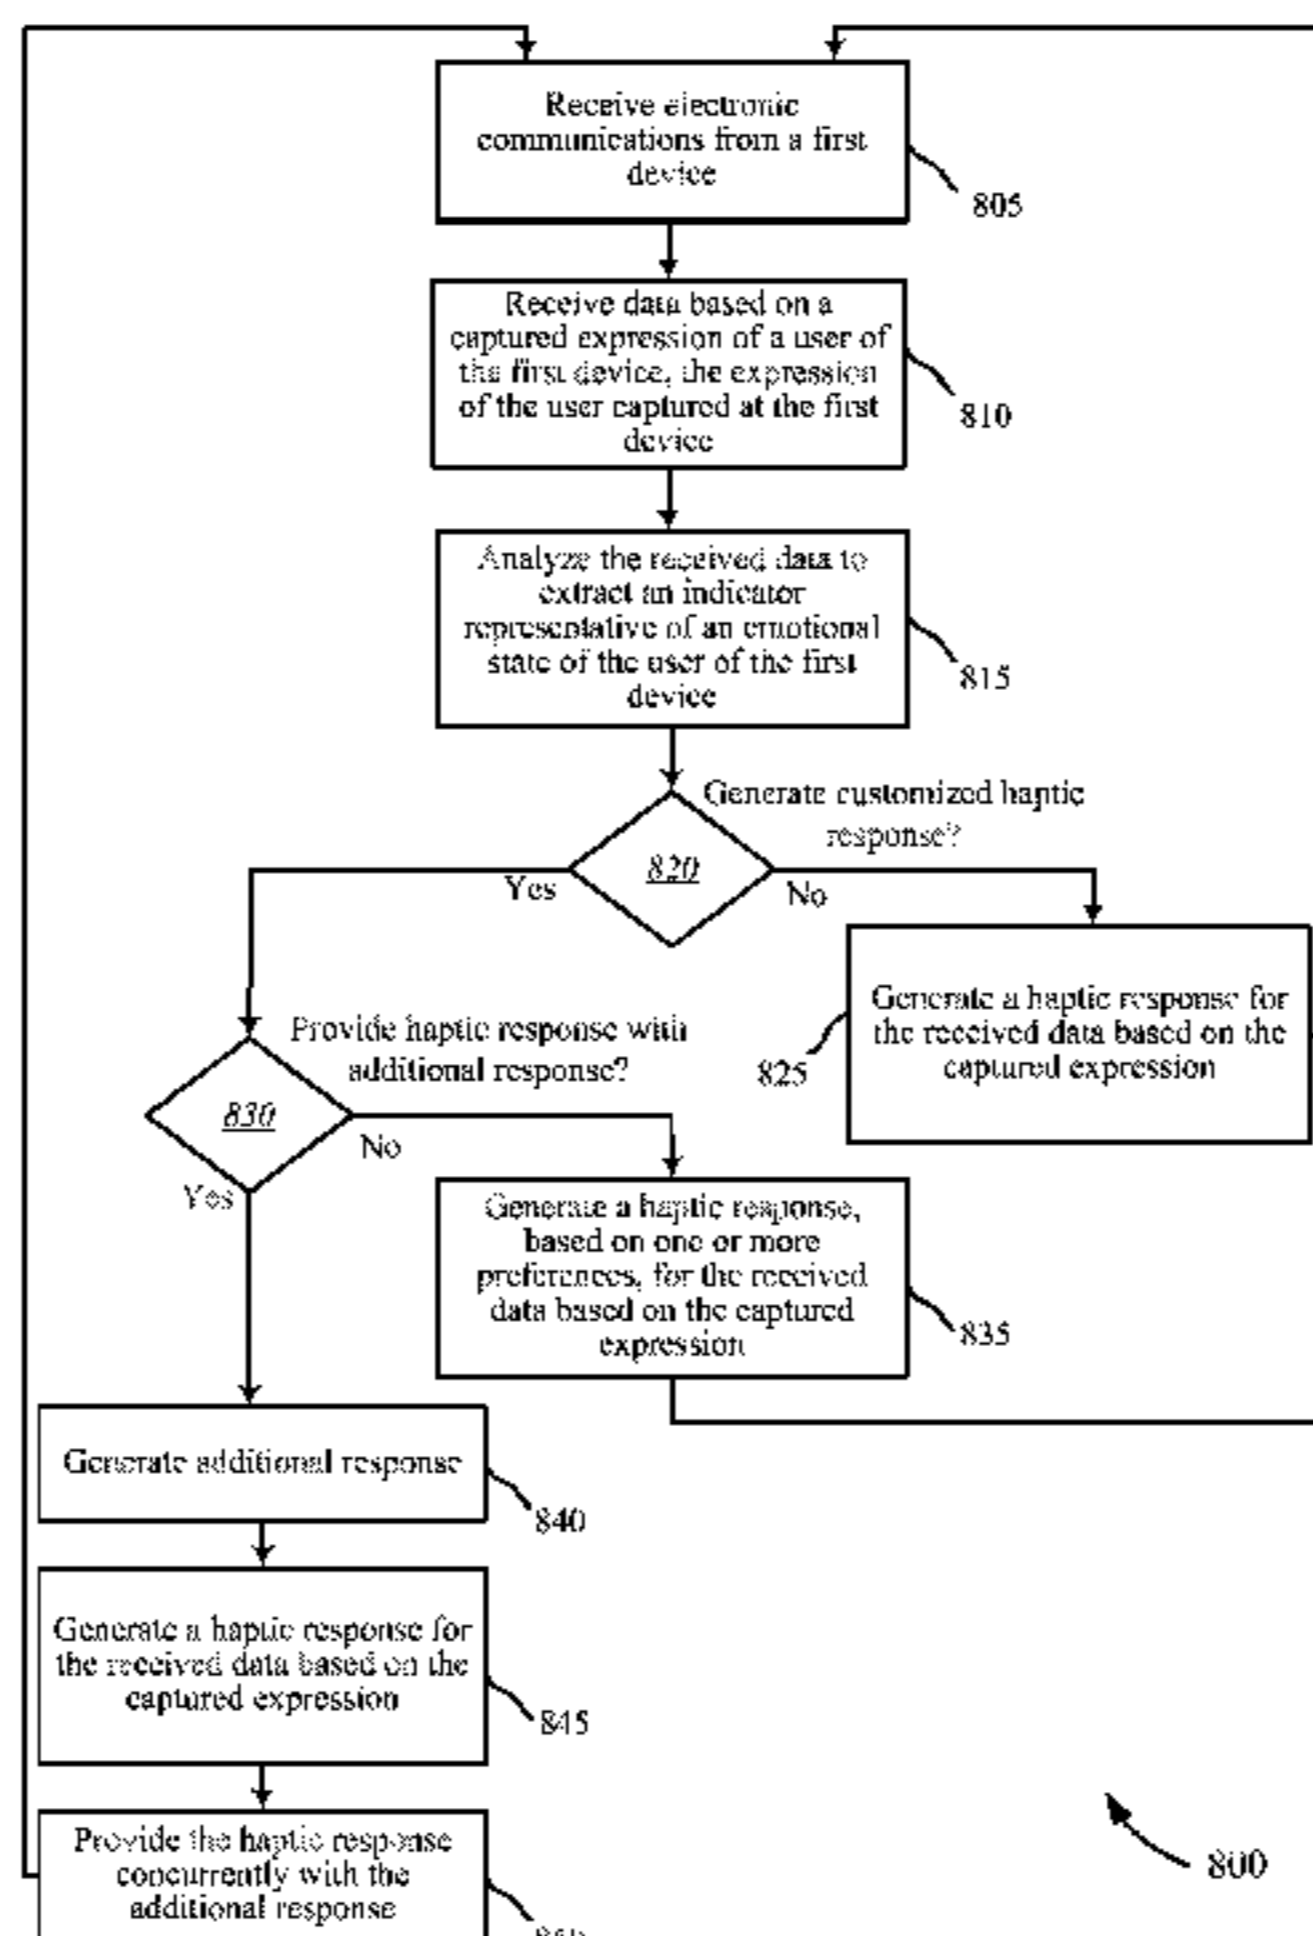 Receive electronic
communications from a first
device
805
Receive data based on a
captured expression of a user of
the first device, the expression
of the user captured at the first
device
810
Analyze the received data to
extract an indicator
representative of an emotional
state of the user of the first
device
815
Generate customized haptic
response?
820
Yes
No
Generate a haptic response for
the received data based on the
captured expression
825
Provide haptic response with
additional response?
830
No
Yes
Generate a haptic response,
based on one or more
preferences, for the received
data based on the captured
expression
835
Generate additional response
840
Generate a haptic response for
the received data based on the
captured expression
845
Provide the haptic response
concurrently with the
additional response
800